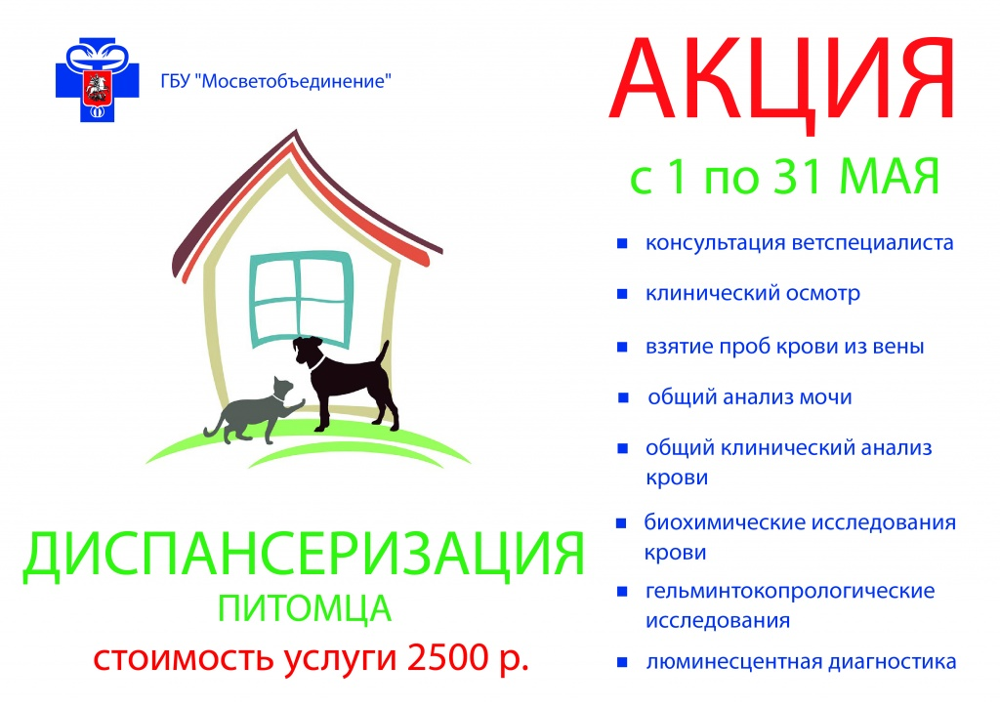 ГБУ "Мосветобъединение"
АКЦИЯ
с 1 по 31 МАЯ
▪ консультация ветспециалиста
▪ клинический осмотр
▪ взятие проб крови из вены
▪ общий анализ мочи
▪ общий клинический анализ
крови
▪ биохимические исследования
крови
▪ гельминтокопрологические
исследования
▪ люминесцентная диагностика
ДИСПАНСЕРИЗАЦИЯ
ПИТОМЦА
стоимость услуги 2500 р.